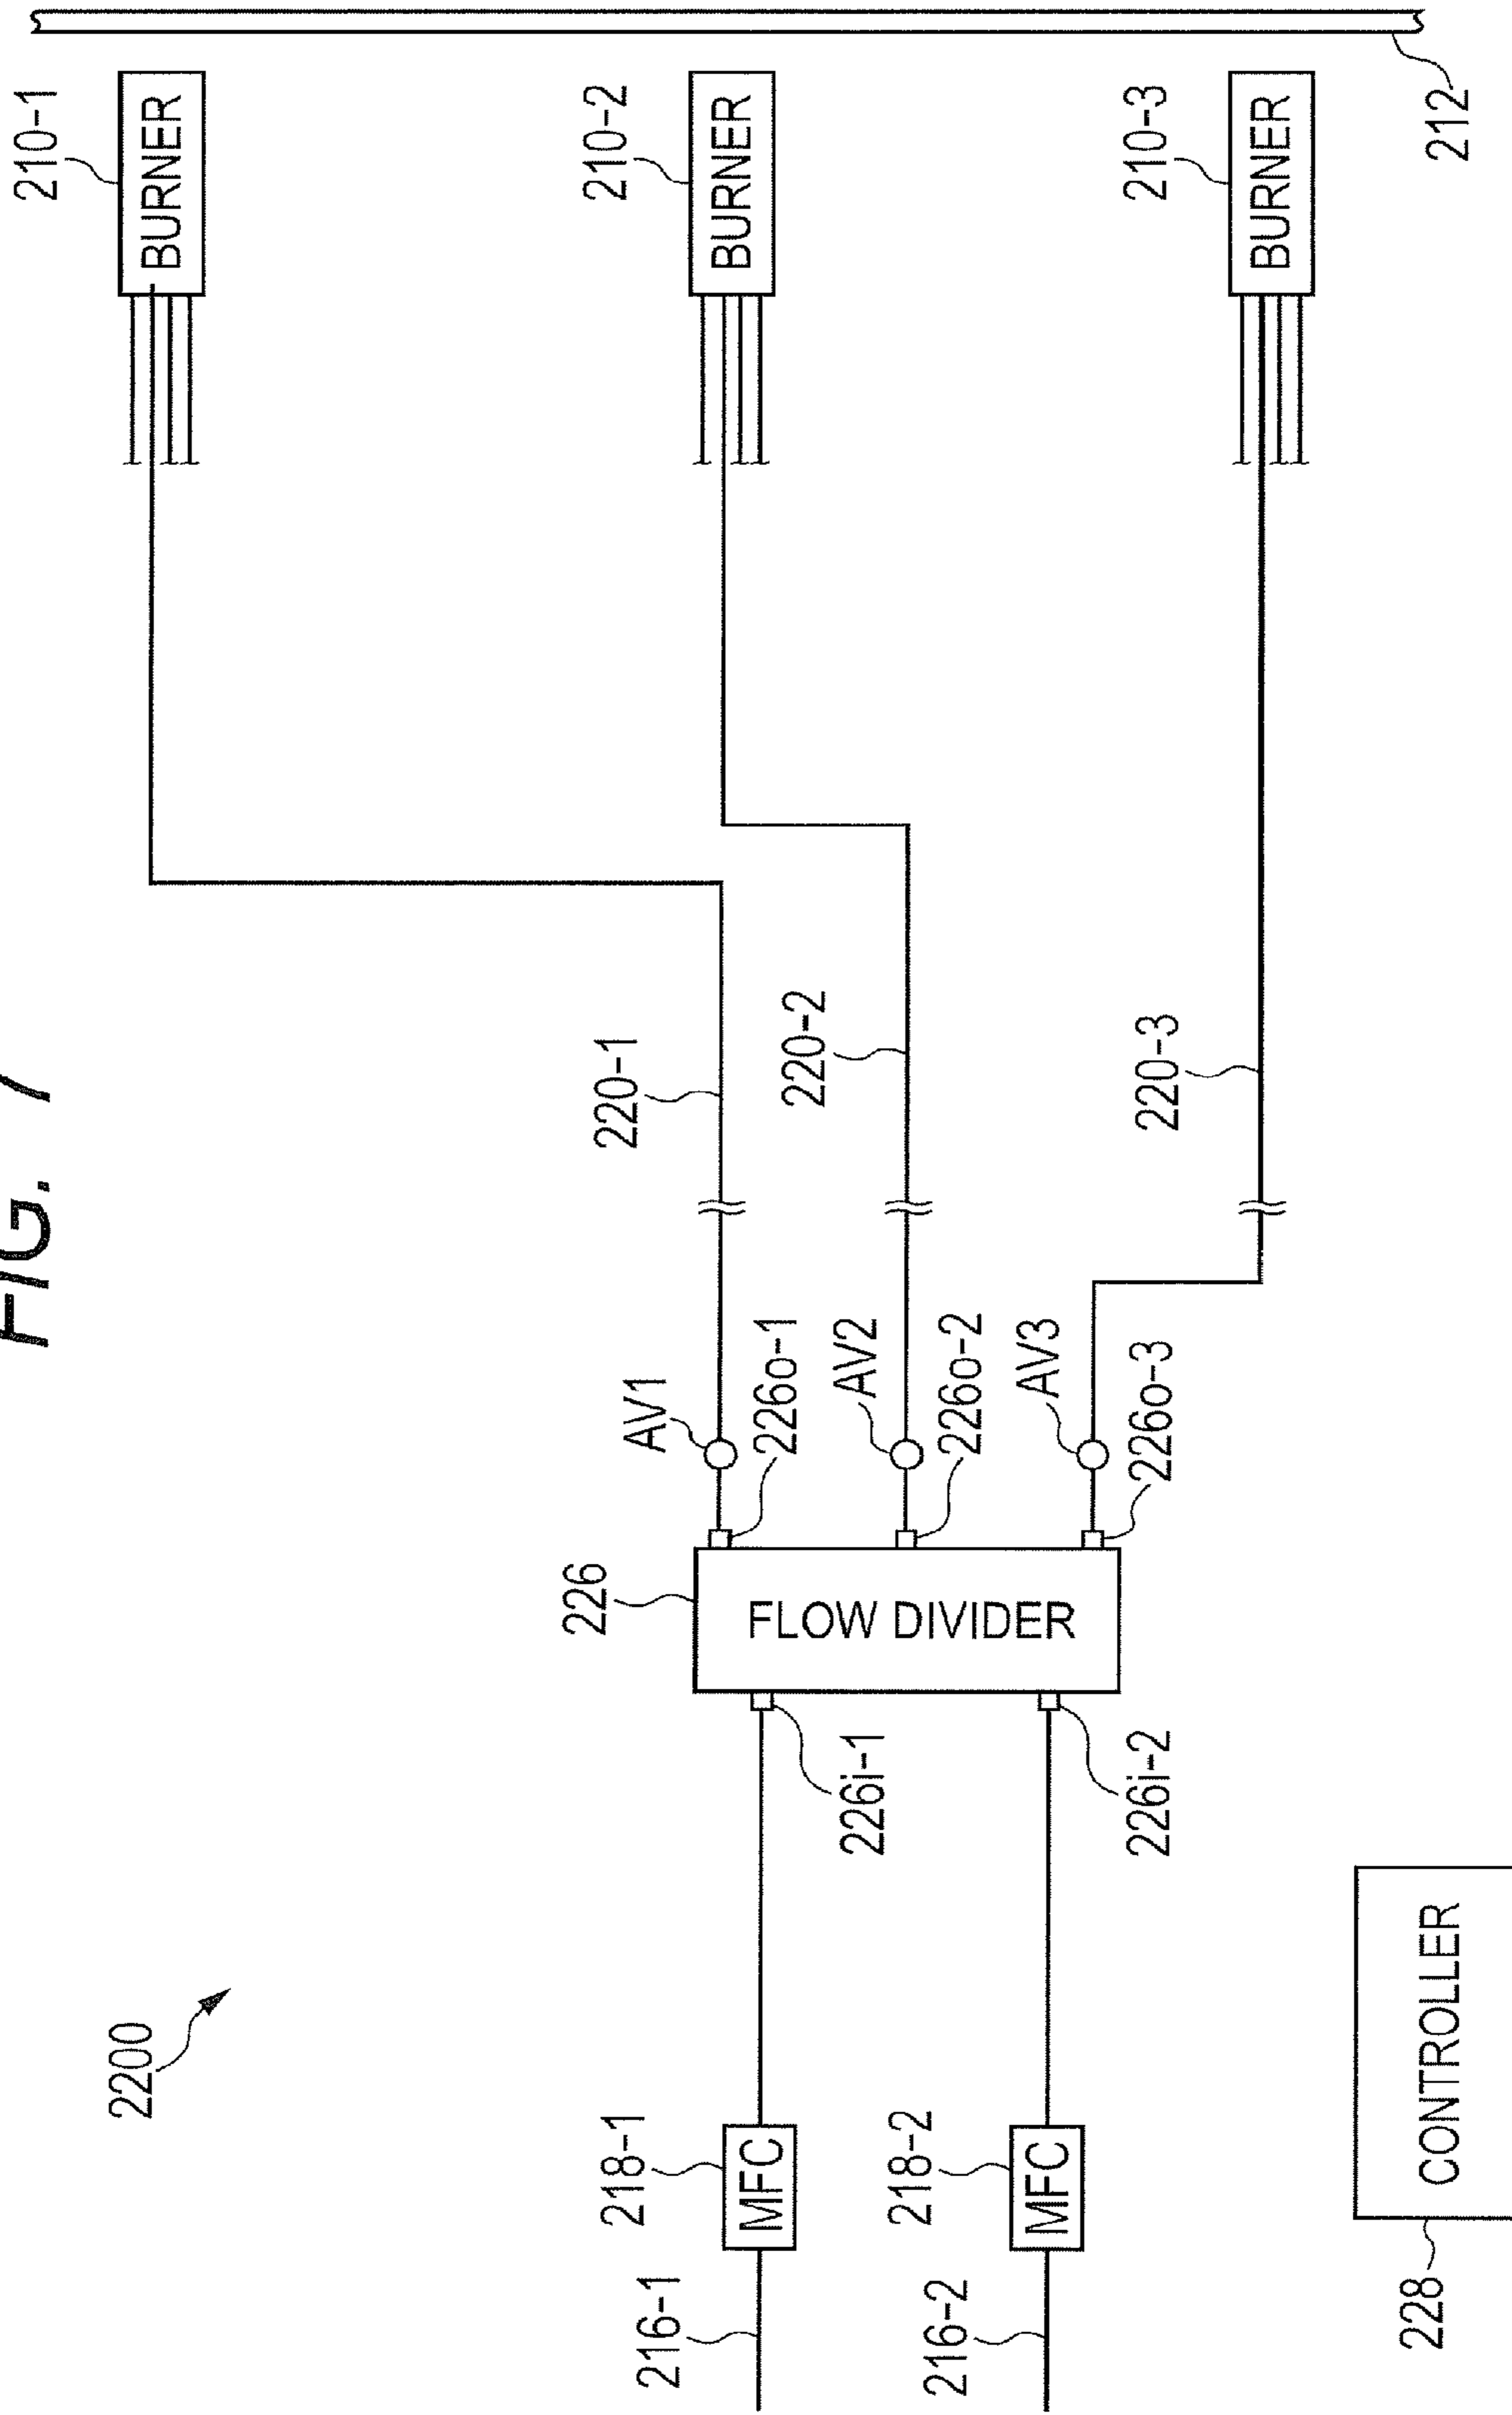 FIG. 7
2200
210-1
BURNER
210-2
BURNER
210-3
BURNER
212
220-1
220-2
220-3
AV1
226o-1
AV2
226o-2
AV3
226o-3
226
FLOW DIVIDER
226i-1
226i-2
218-1
MFC
218-2
MFC
216-1
216-2
228
CONTROLLER